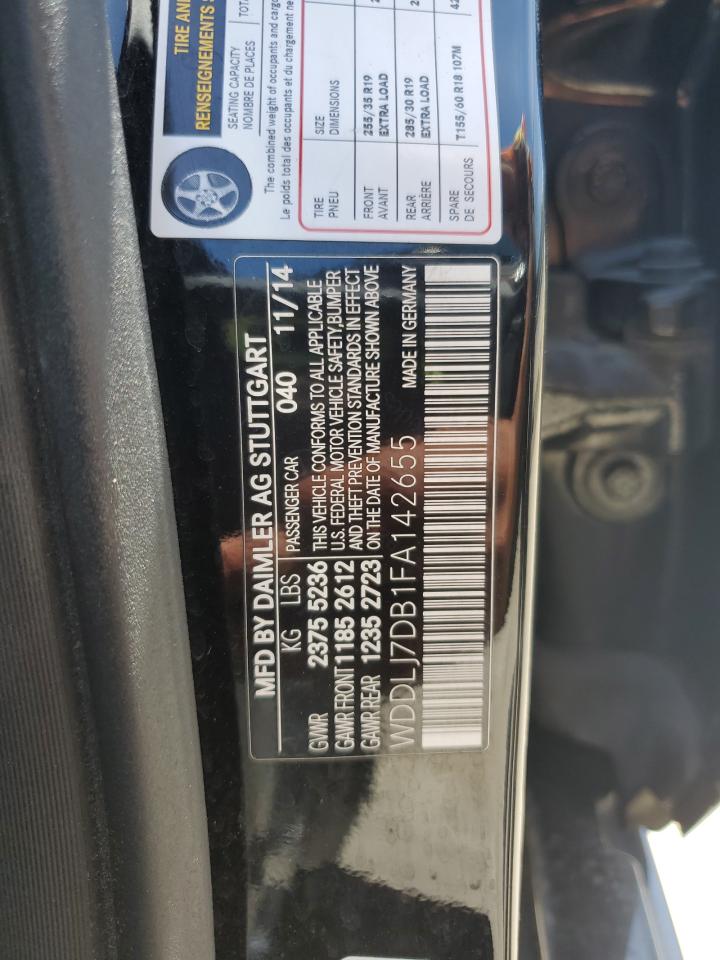 TIRE AND
RENSEIGNEMENTS S
SEATING CAPACITY
NOMBRE DE PLACES
TOTA
The combined weight of occupants and cargo
Le poids total des occupants et du chargement ne
TIRE SIZE
PNEU DIMENSIONS
FRONT 255/35 R19
AVANT EXTRA LOAD
REAR 285/30 R19
ARRIÈRE EXTRA LOAD
SPARE T155/60 R18 107M 42
DE SECOURS
MFD BY DAIMLER AG STUTTGART
KG LBS PASSENGER CAR 040 11/14
GVWR 2375 5236 THIS VEHICLE CONFORMS TO ALL APPLICABLE
GAWR FRONT 1185 2612 U.S. FEDERAL MOTOR VEHICLE SAFETY,BUMPER
GAWR REAR 1235 2723 AND THEFT PREVENTION STANDARDS IN EFFECT
ON THE DATE OF MANUFACTURE SHOWN ABOVE
WDDLJ7DB1FA142655 MADE IN GERMANY